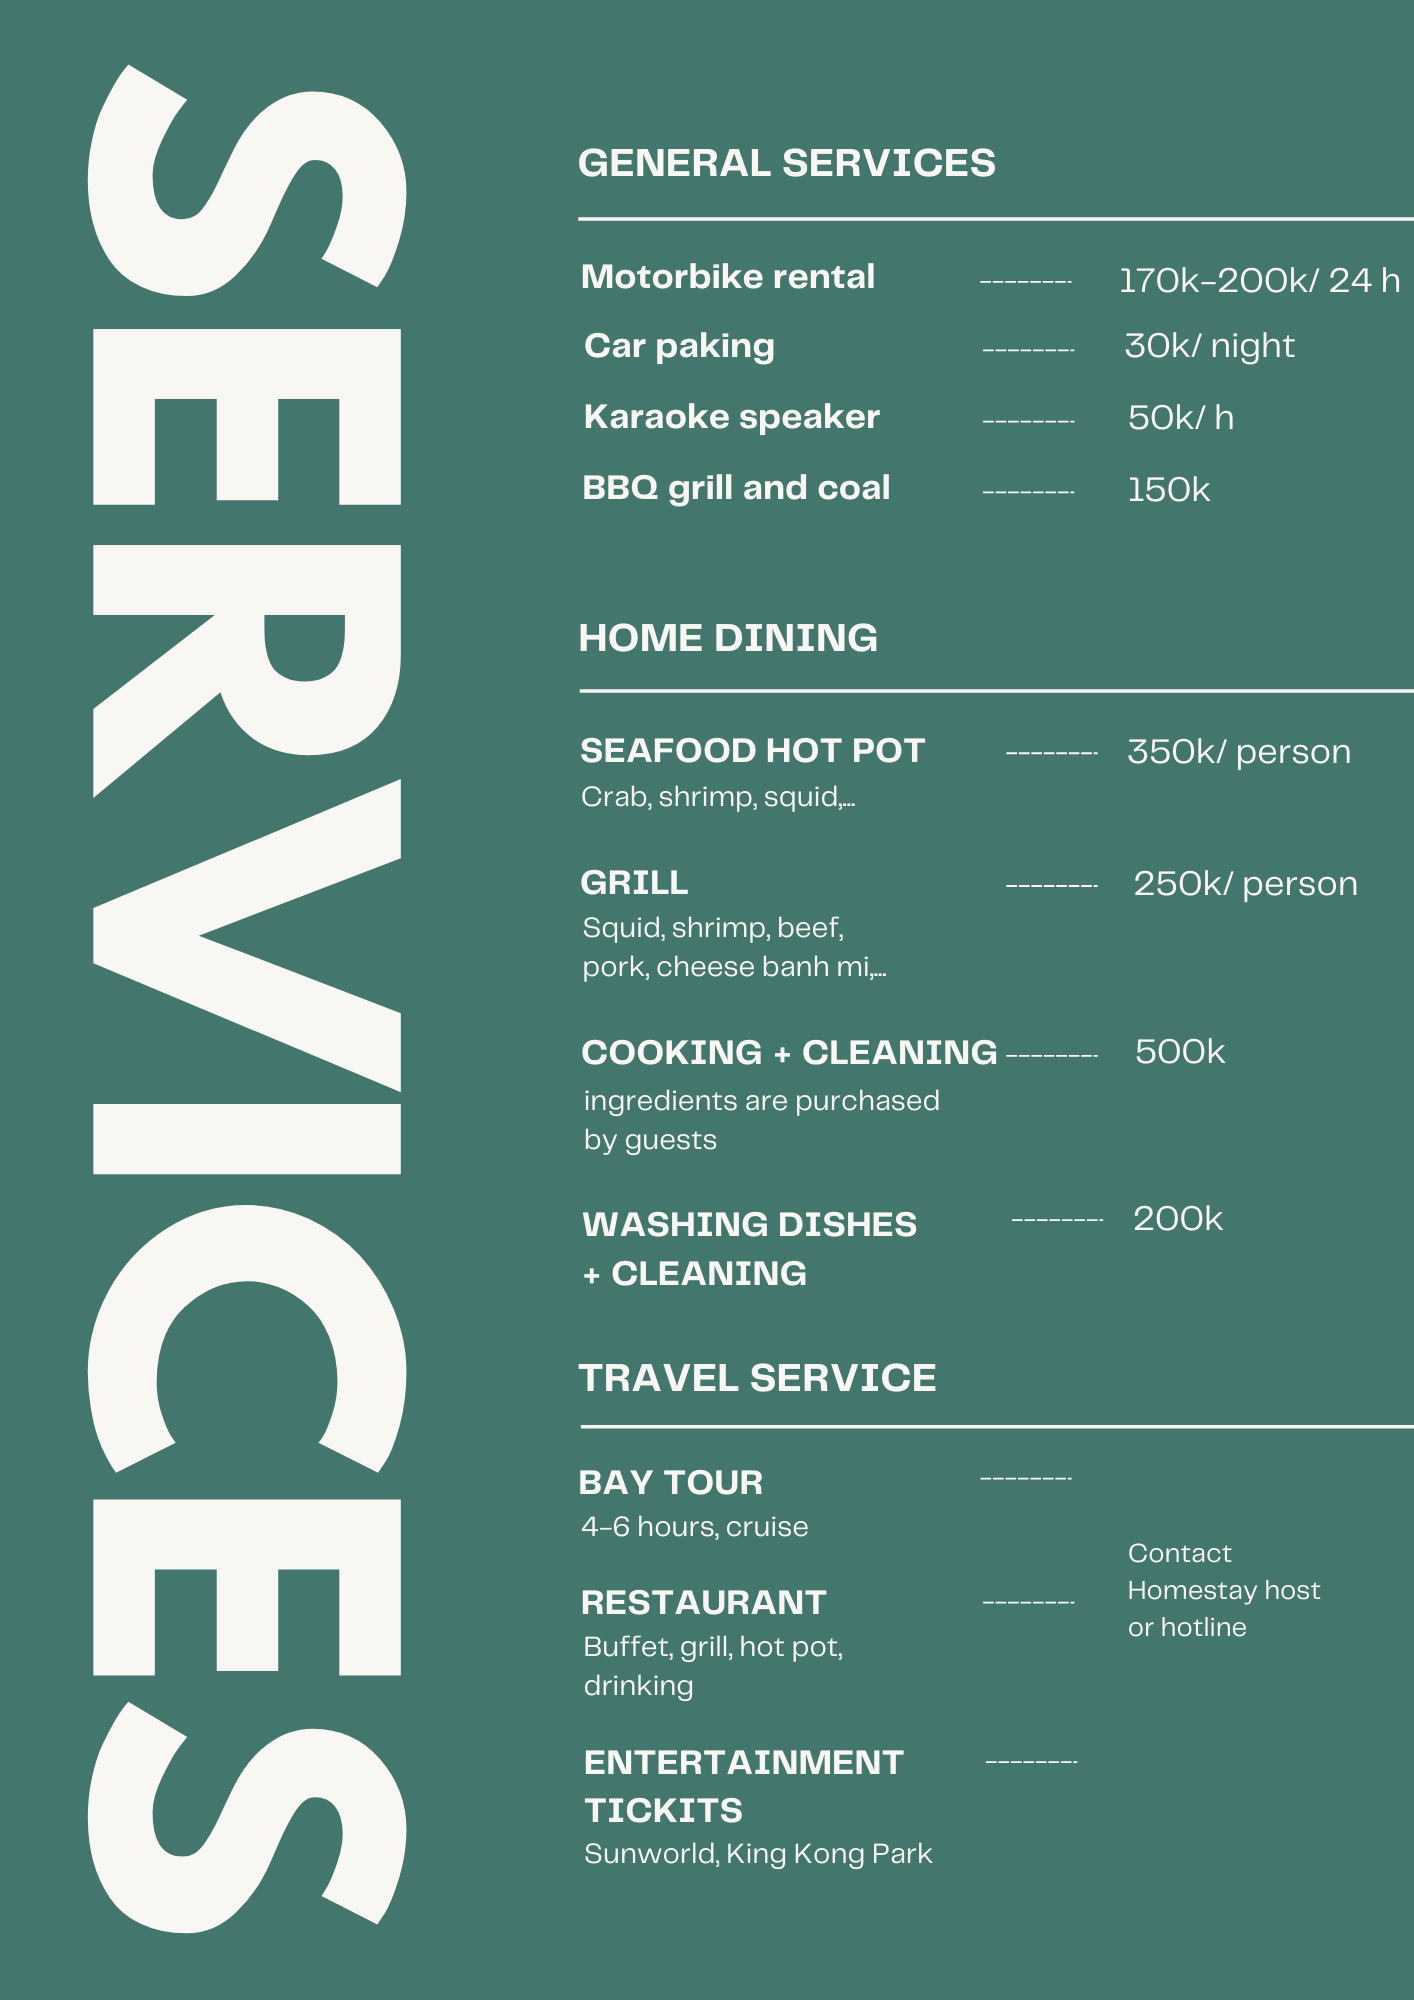 SERVICES
GENERAL SERVICES
Motorbike rental -------- 170k-200k/ 24 h
Car paking -------- 30k/ night
Karaoke speaker -------- 50k/ h
BBQ grill and coal -------- 150k
HOME DINING
SEAFOOD HOT POT -------- 350k/ person
Crab, shrimp, squid,...
GRILL -------- 250k/ person
Squid, shrimp, beef,
pork, cheese banh mi,...
COOKING + CLEANING -------- 500k
ingredients are purchased
by guests
WASHING DISHES -------- 200k
+ CLEANING
TRAVEL SERVICE
BAY TOUR --------
4-6 hours, cruise
RESTAURANT --------
Buffet, grill, hot pot,
drinking
Contact
Homestay host
or hotline
ENTERTAINMENT --------
TICKITS
Sunworld, King Kong Park